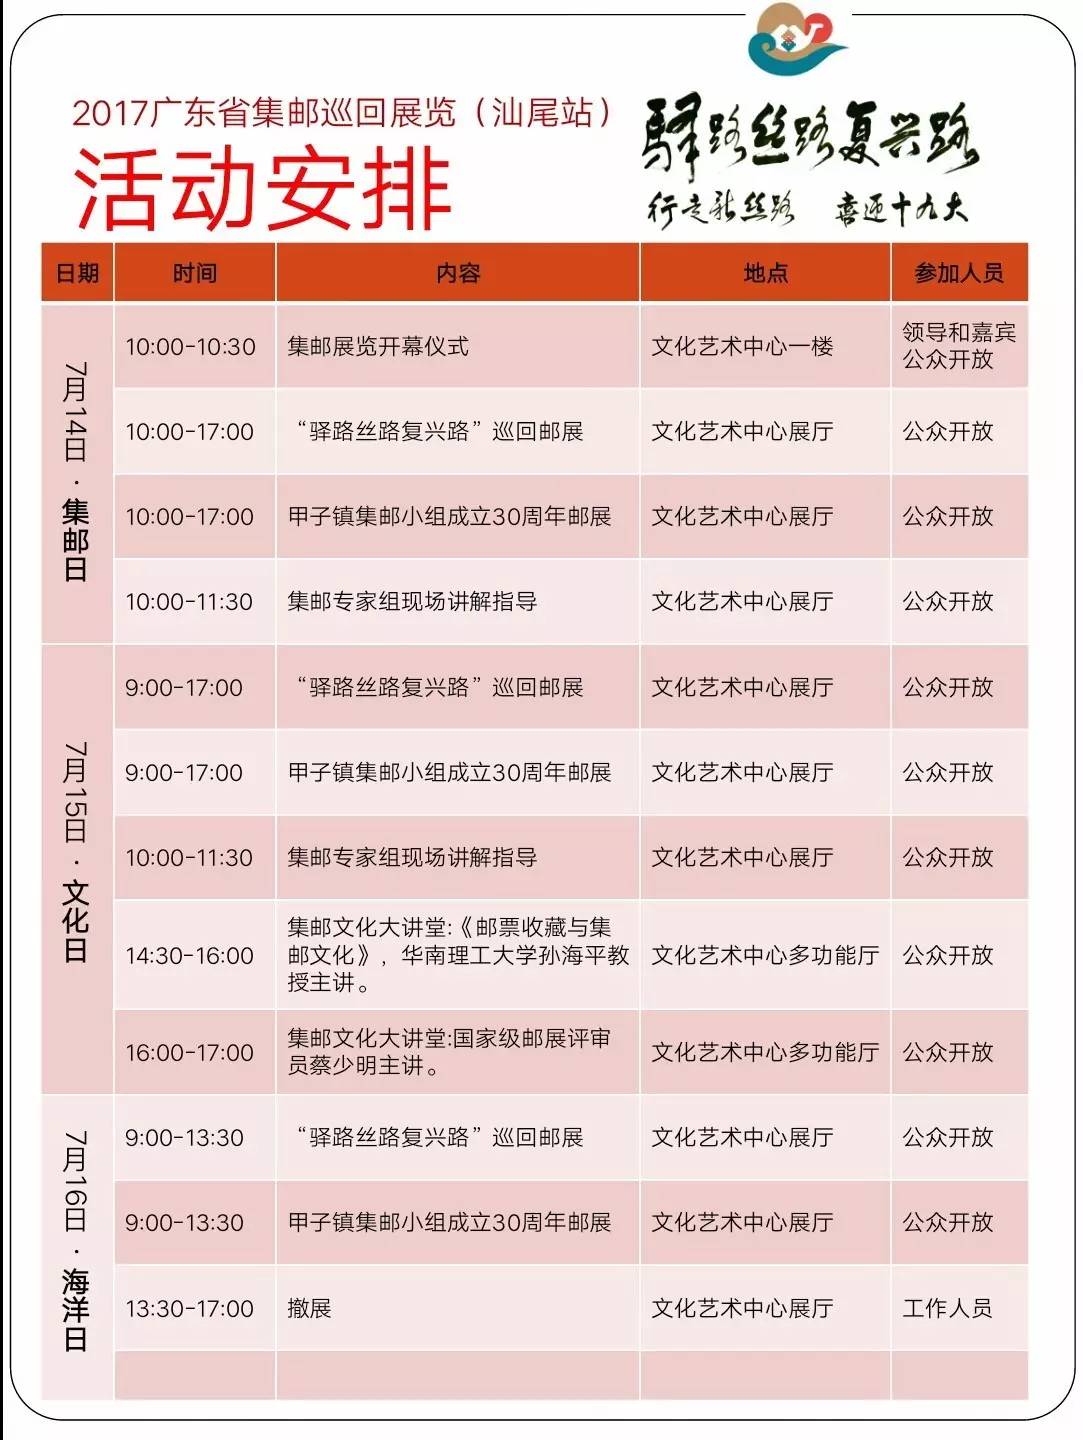 2017广东省集邮巡回展览（汕尾站）
活动安排
驿路丝路复兴路
行走新丝路 喜迎十九大
日期 时间 内容 地点 参加人员
7月14日·集邮日
10:00-10:30 集邮展览开幕仪式 文化艺术中心一楼 领导和嘉宾
公众开放
10:00-17:00 “驿路丝路复兴路”巡回邮展 文化艺术中心展厅 公众开放
10:00-17:00 甲子镇集邮小组成立30周年邮展 文化艺术中心展厅 公众开放
10:00-11:30 集邮专家组现场讲解指导 文化艺术中心展厅 公众开放
7月15日·文化日
9:00-17:00 “驿路丝路复兴路”巡回邮展 文化艺术中心展厅 公众开放
9:00-17:00 甲子镇集邮小组成立30周年邮展 文化艺术中心展厅 公众开放
10:00-11:30 集邮专家组现场讲解指导 文化艺术中心展厅 公众开放
14:30-16:00 集邮文化大讲堂:《邮票收藏与集
邮文化》，华南理工大学孙海平教
授主讲。 文化艺术中心多功能厅 公众开放
16:00-17:00 集邮文化大讲堂:国家级邮展评审
员蔡少明主讲。 文化艺术中心多功能厅 公众开放
7月16日·海洋日
9:00-13:30 “驿路丝路复兴路”巡回邮展 文化艺术中心展厅 公众开放
9:00-13:30 甲子镇集邮小组成立30周年邮展 文化艺术中心展厅 公众开放
13:30-17:00 撤展 文化艺术中心展厅 工作人员